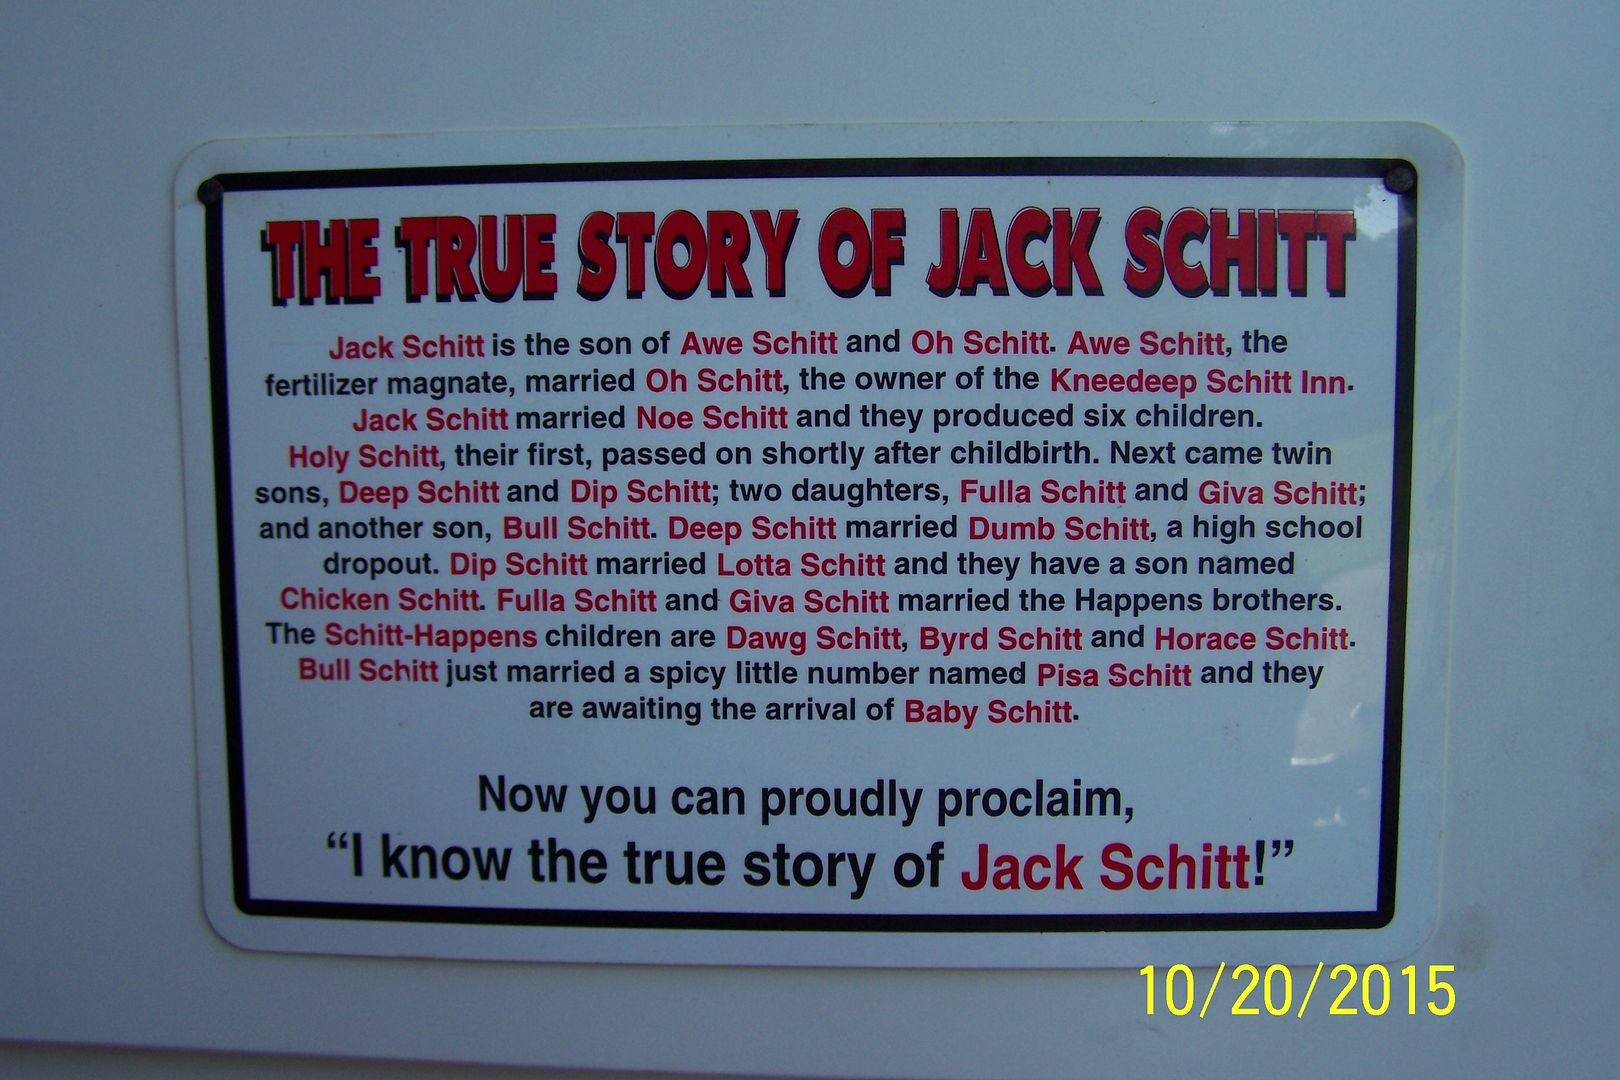 THE TRUE STORY OF JACK SCHITT
Jack Schitt is the son of Awe Schitt and Oh Schitt. Awe Schitt, the
fertilizer magnate, married Oh Schitt, the owner of the Kneedeep Schitt Inn.
Jack Schitt married Noe Schitt and they produced six children.
Holy Schitt, their first, passed on shortly after childbirth. Next came twin
sons, Deep Schitt and Dip Schitt; two daughters, Fulla Schitt and Giva Schitt;
and another son, Bull Schitt. Deep Schitt married Dumb Schitt, a high school
dropout. Dip Schitt married Lotta Schitt and they have a son named
Chicken Schitt. Fulla Schitt and Giva Schitt married the Happens brothers.
The Schitt-Happens children are Dawg Schitt, Byrd Schitt and Horace Schitt.
Bull Schitt just married a spicy little number named Pisa Schitt and they
are awaiting the arrival of Baby Schitt.
Now you can proudly proclaim,
“I know the true story of Jack Schitt!”
10/20/2015